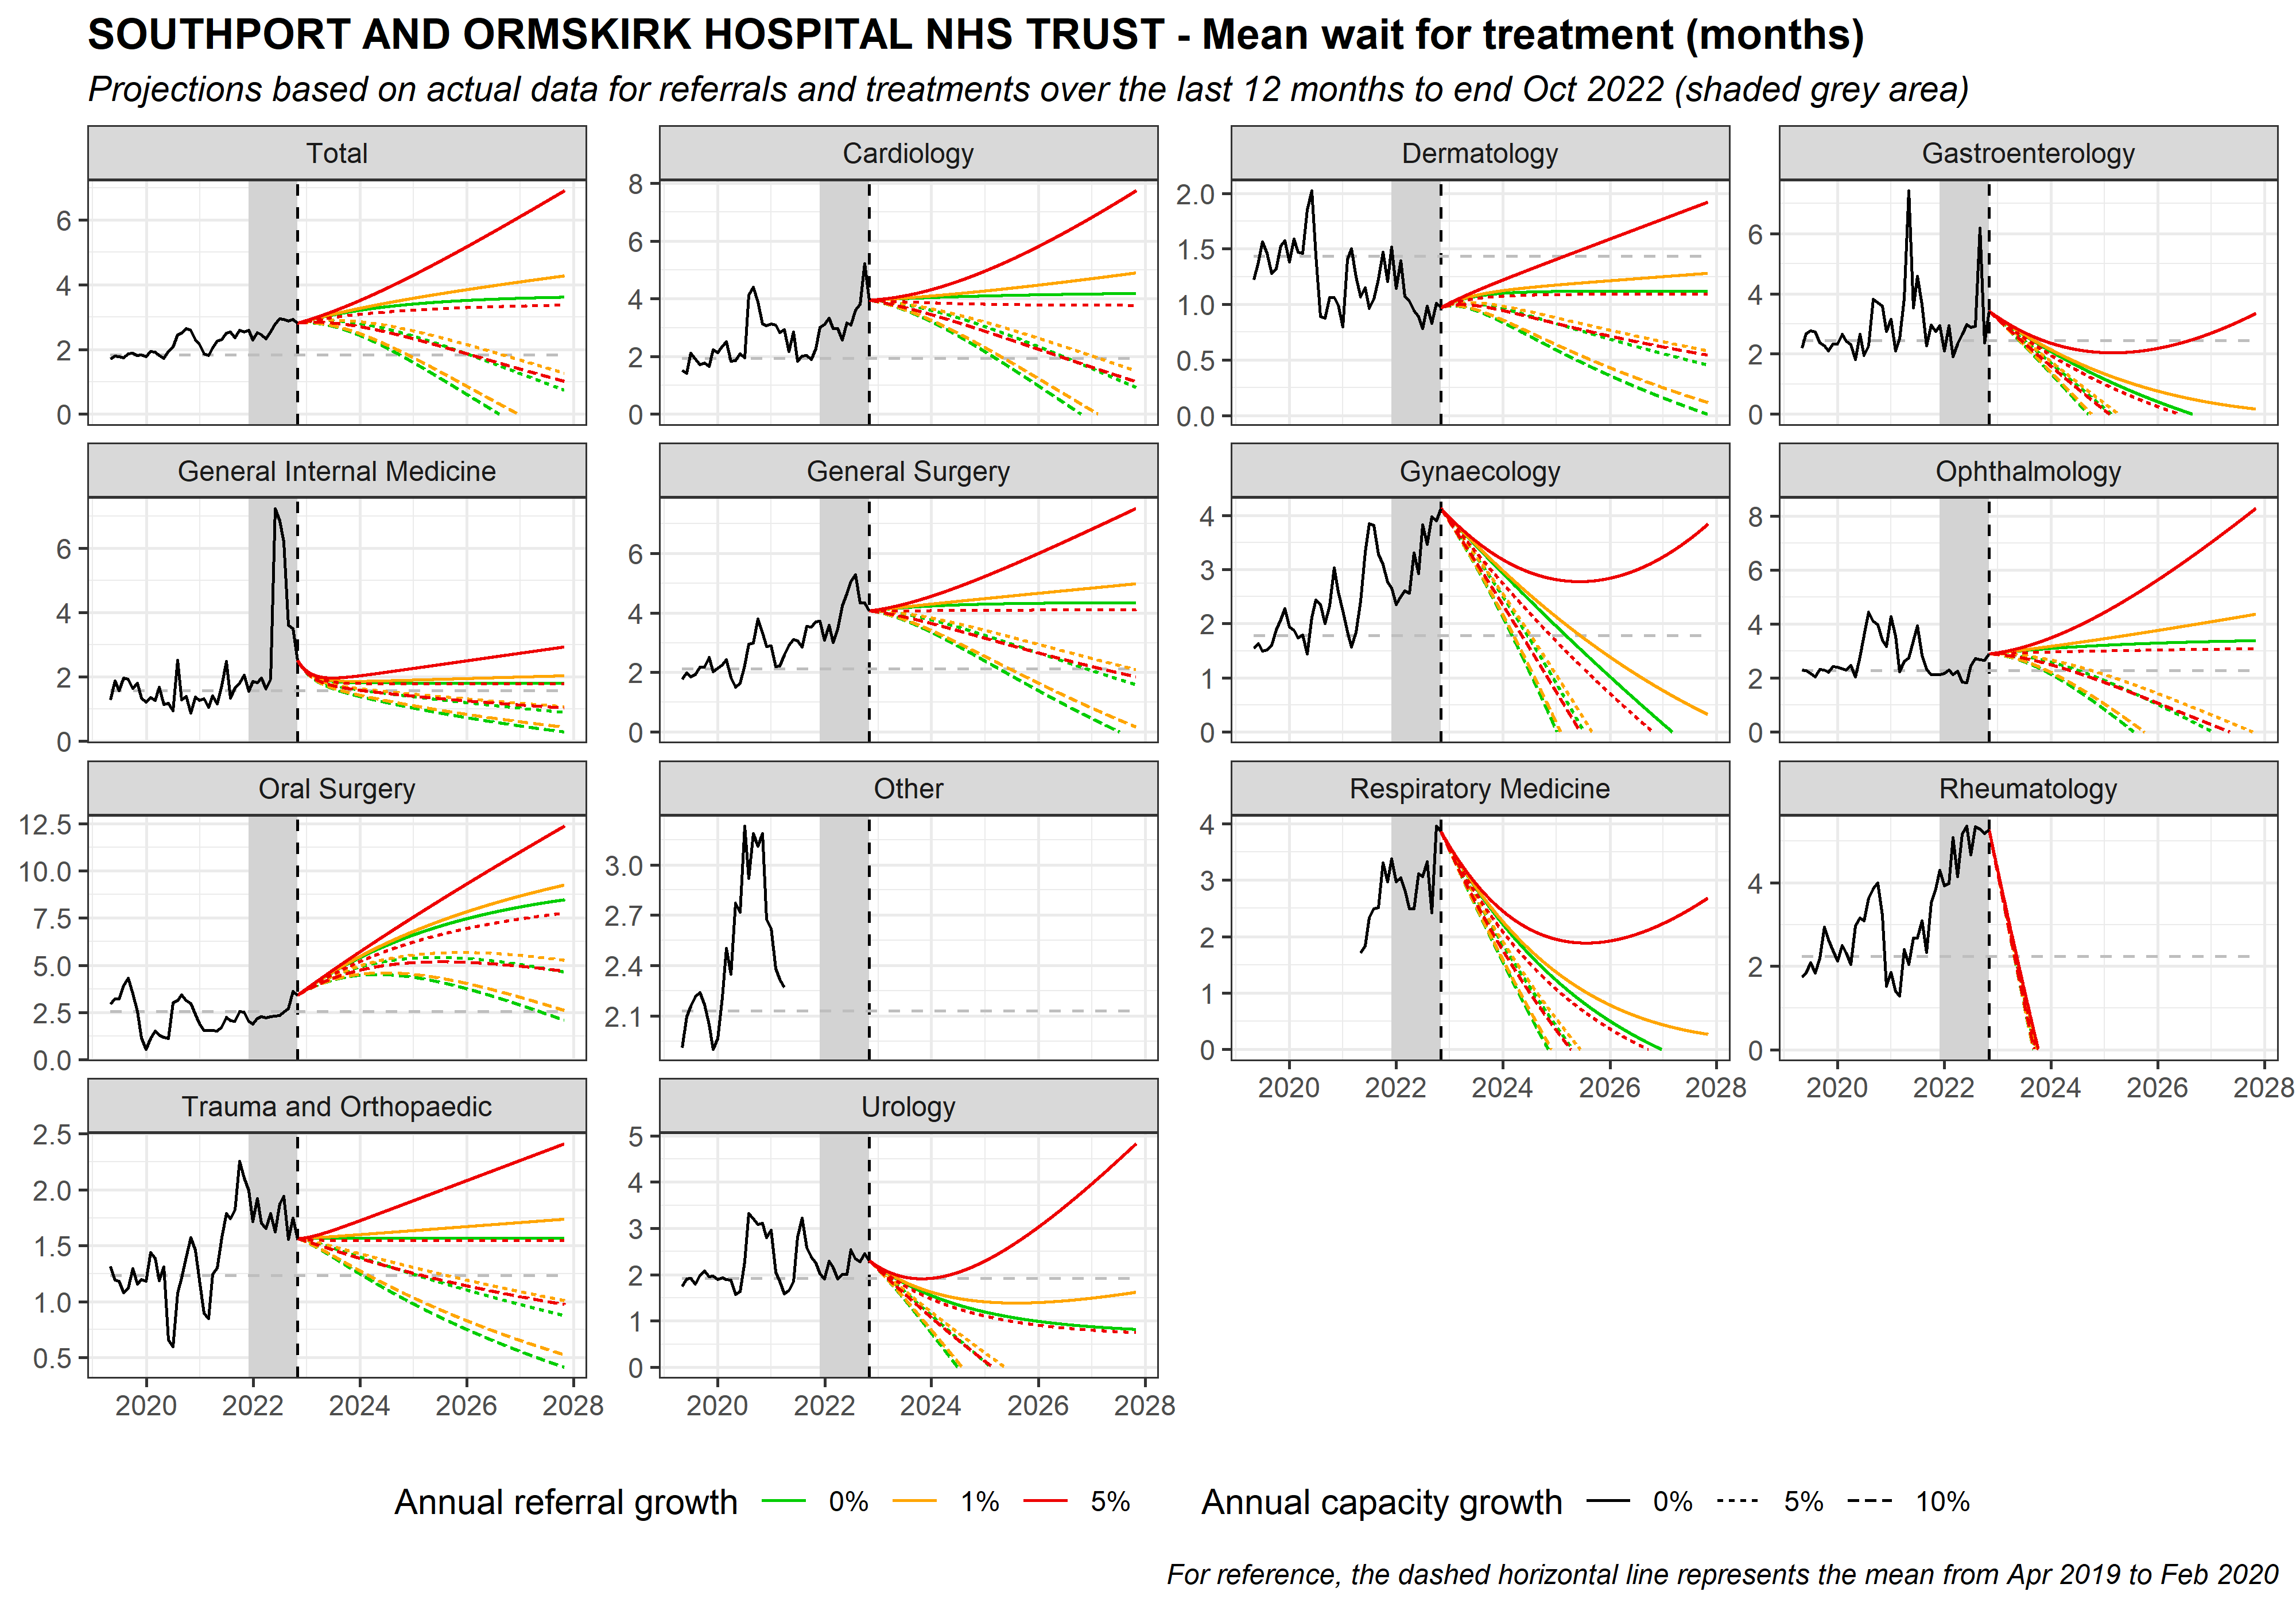 SOUTHPORT AND ORMSKIRK HOSPITAL NHS TRUST - Mean wait for treatment (months)
Projections based on actual data for referrals and treatments over the last 12 months to end Oct 2022 (shaded grey area)
Total
6
4
2
0
Cardiology
8
6
4
2
0
Dermatology
2.0
1.5
1.0
0.5
0.0
Gastroenterology
6
4
2
0
General Internal Medicine
6
4
2
0
General Surgery
6
4
2
0
Gynaecology
4
3
2
1
0
Ophthalmology
8
6
4
2
0
Oral Surgery
12.5
10.0
7.5
5.0
2.5
0.0
Other
3.0
2.7
2.4
2.1
Respiratory Medicine
4
3
2
1
0
2020 2022 2024 2026 2028
Rheumatology
4
2
0
2020 2022 2024 2026 2028
Trauma and Orthopaedic
2.5
2.0
1.5
1.0
0.5
2020 2022 2024 2026 2028
Urology
5
4
3
2
1
0
2020 2022 2024 2026 2028
Annual referral growth 0% 1% 5% Annual capacity growth 0% 5% 10%
For reference, the dashed horizontal line represents the mean from Apr 2019 to Feb 2020